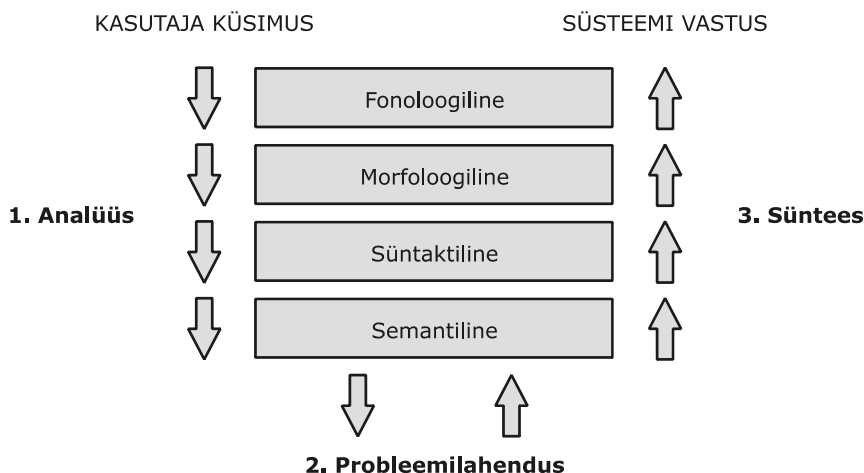 KASUTAJA KÜSIMUS
SÜSTEEMI VASTUS
Fonoloogiline
Morfoloogiline
1. Analüüs
3. Süntees
Süntaktiline
Semantiline
2. Probleemilahendus